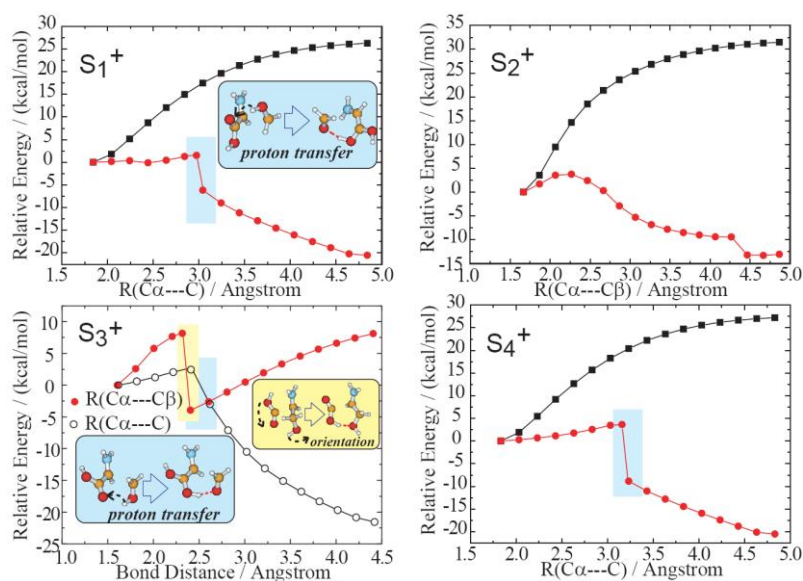 S₁⁺
Relative Energy / (kcal/mol)
30
25
20
15
10
5
0
-5
-10
-15
-20
proton transfer
1.5 2.0 2.5 3.0 3.5 4.0 4.5 5.0
R(Cα---C) / Angstrom
S₂⁺
Relative Energy / (kcal/mol)
35
30
25
20
15
10
5
0
-5
-10
-15
1.0 1.5 2.0 2.5 3.0 3.5 4.0 4.5 5.0
R(Cα---Cβ) / Angstrom
S₃⁺
Relative Energy / (kcal/mol)
10
5
0
-5
-10
-15
-20
-25
R(Cα---Cβ)
R(Cα---C)
orientation
proton transfer
1.0 1.5 2.0 2.5 3.0 3.5 4.0 4.5
Bond Distance / Angstrom
S₄⁺
Relative Energy / (kcal/mol)
30
25
20
15
10
5
0
-5
-10
-15
-20
1.5 2.0 2.5 3.0 3.5 4.0 4.5 5.0
R(Cα---C) / Angstrom